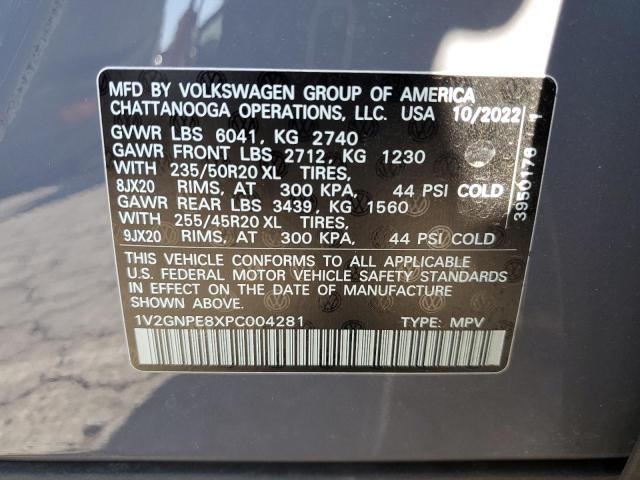 MFD BY VOLKSWAGEN GROUP OF AMERICA
CHATTANOOGA OPERATIONS, LLC. USA 10/2022
GVWR LBS 6041, KG 2740
GAWR FRONT LBS 2712, KG 1230
WITH 235/50R20 XL TIRES,
8JX20 RIMS, AT 300 KPA, 44 PSI COLD
GAWR REAR LBS 3439, KG 1560
WITH 255/45R20 XL TIRES,
9JX20 RIMS, AT 300 KPA, 44 PSI COLD
THIS VEHICLE CONFORMS TO ALL APPLICABLE
U.S. FEDERAL MOTOR VEHICLE SAFETY STANDARDS
IN EFFECT ON THE DATE OF MANUFACTURE
SHOWN ABOVE.
1V2GNPE8XPC004281 TYPE: MPV
3950176 1